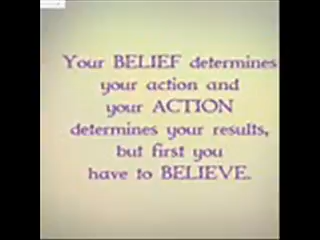 Your BELIEF determines
your action and
your ACTION
determines your results,
but first you
have to BELIEVE.